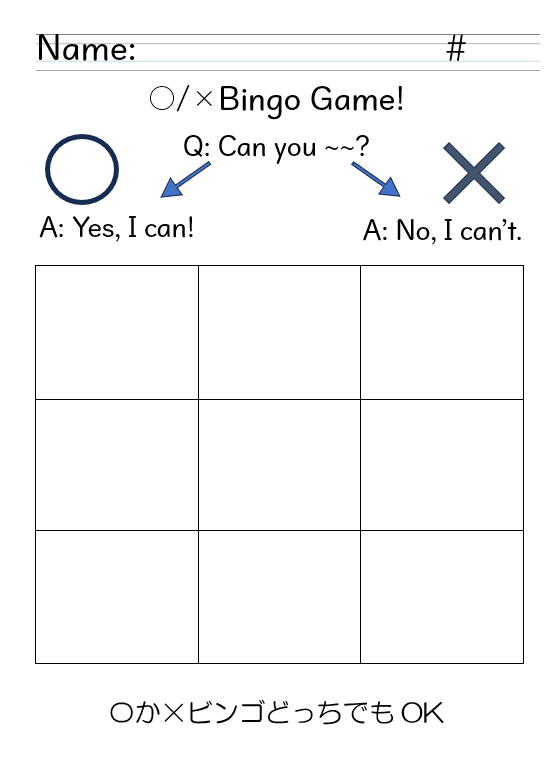 Name: #
○/×Bingo Game!
Q: Can you ~~?
A: Yes, I can!
A: No, I can't.
○か×ビンゴどっちでもOK